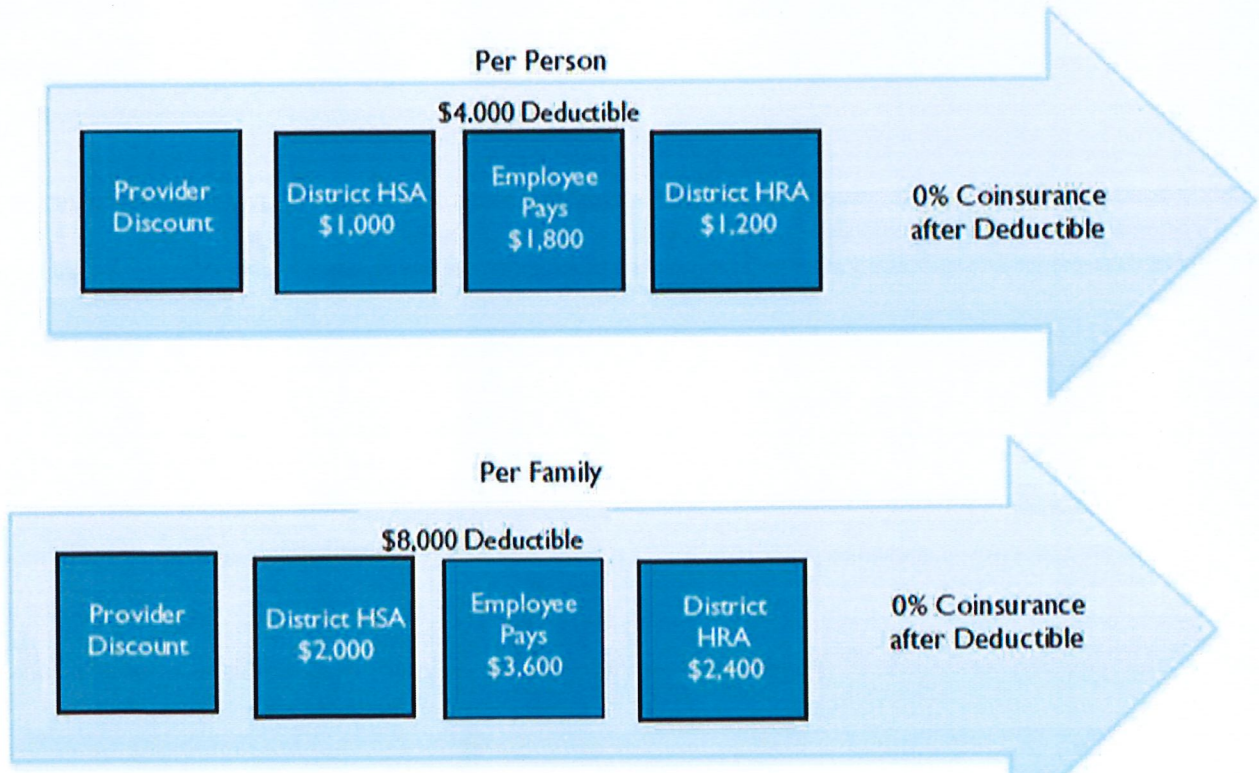 Per Person
$4.000 Deductible
Provider
Discount
District HSA
$1,000
Employee
Pays
$1,800
District HRA
$1,200
0% Coinsurance
after Deductible
Per Family
$8,000 Deductible
Provider
Discount
District HSA
$2,000
Employee
Pays
$3,600
District
HRA
$2,400
0% Coinsurance
after Deductible